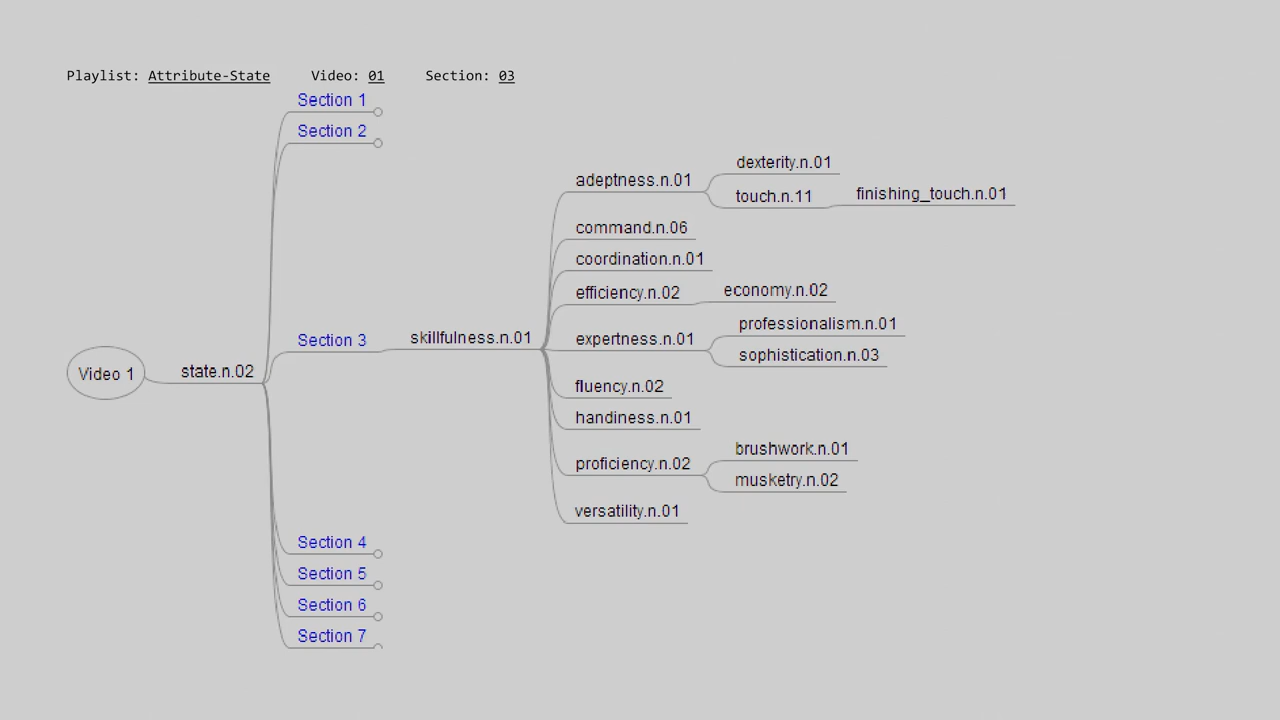 Playlist: Attribute-State Video: 01 Section: 03
Section 1
Section 2
dexterity.n.01
adeptness.n.01
touch.n.11
finishing_touch.n.01
command.n.06
coordination.n.01
efficiency.n.02
economy.n.02
professionalism.n.01
Section 3
skillfulness.n.01
expertness.n.01
sophistication.n.03
Video 1
state.n.02
fluency.n.02
handiness.n.01
brushwork.n.01
proficiency.n.02
musketry.n.02
versatility.n.01
Section 4
Section 5
Section 6
Section 7